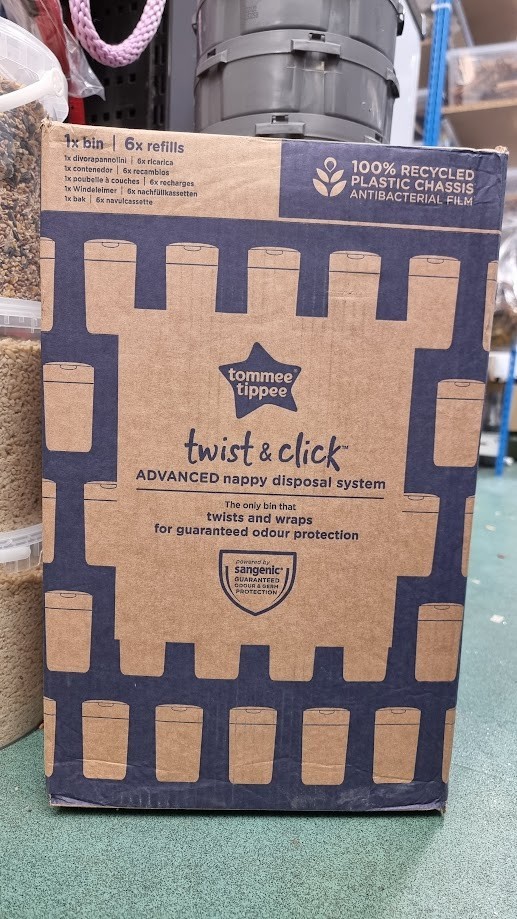 1x bin | 6x refills
1x divorapannolini | 6x ricarica
1x contenedor | 6x recambios
1x poubelle à couches | 6x recharges
1x Windeleimer | 6x nachfüllkassetten
1x bak | 6x navulcassette
100% RECYCLED
PLASTIC CHASSIS
ANTIBACTERIAL FILM
tommee
tippee
twist & click™
ADVANCED nappy disposal system
The only bin that
twists and wraps
for guaranteed odour protection
powered by
sangenic®
GUARANTEED
ODOUR & GERM
PROTECTION